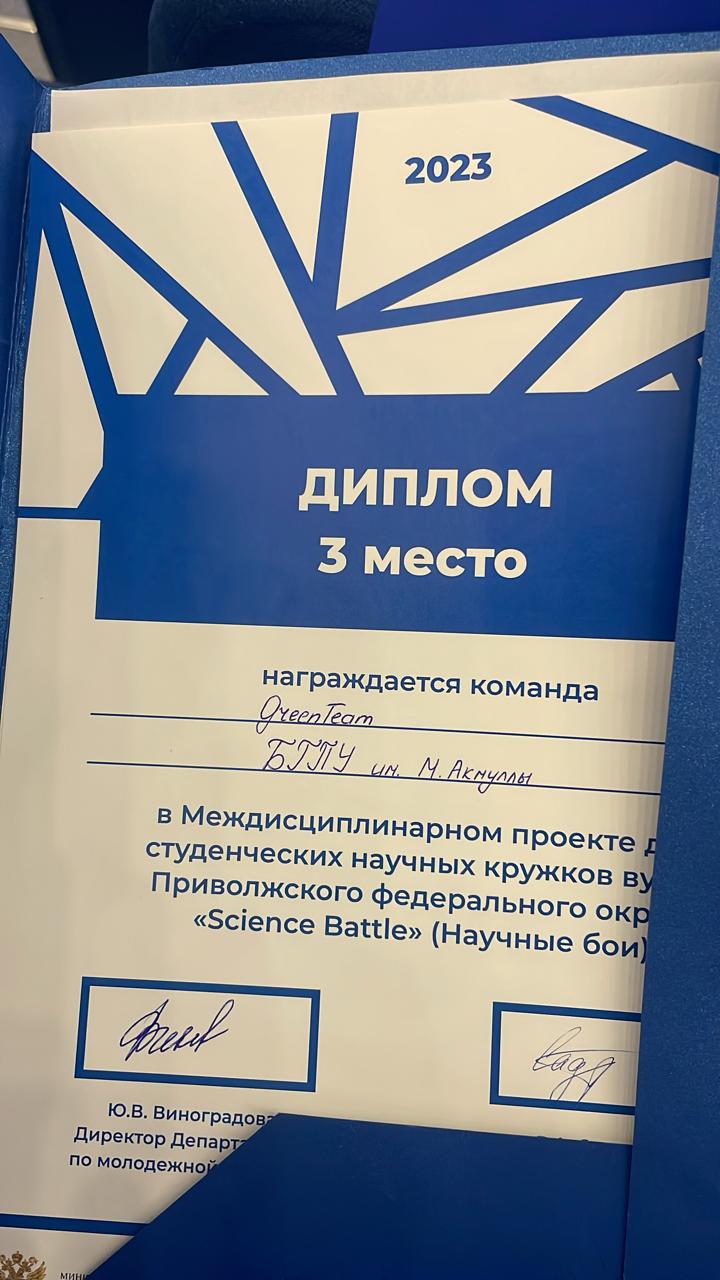 2023
ДИПЛОМ
3 место
награждается команда
GreenTeam
БГПУ им. М. Акмуллы
в Междисциплинарном проекте д
студенческих научных кружков ву
Приволжского федерального окр
«Science Battle» (Научные бои)
Ю.В. Виноградова
Директор Департа
по молодежной